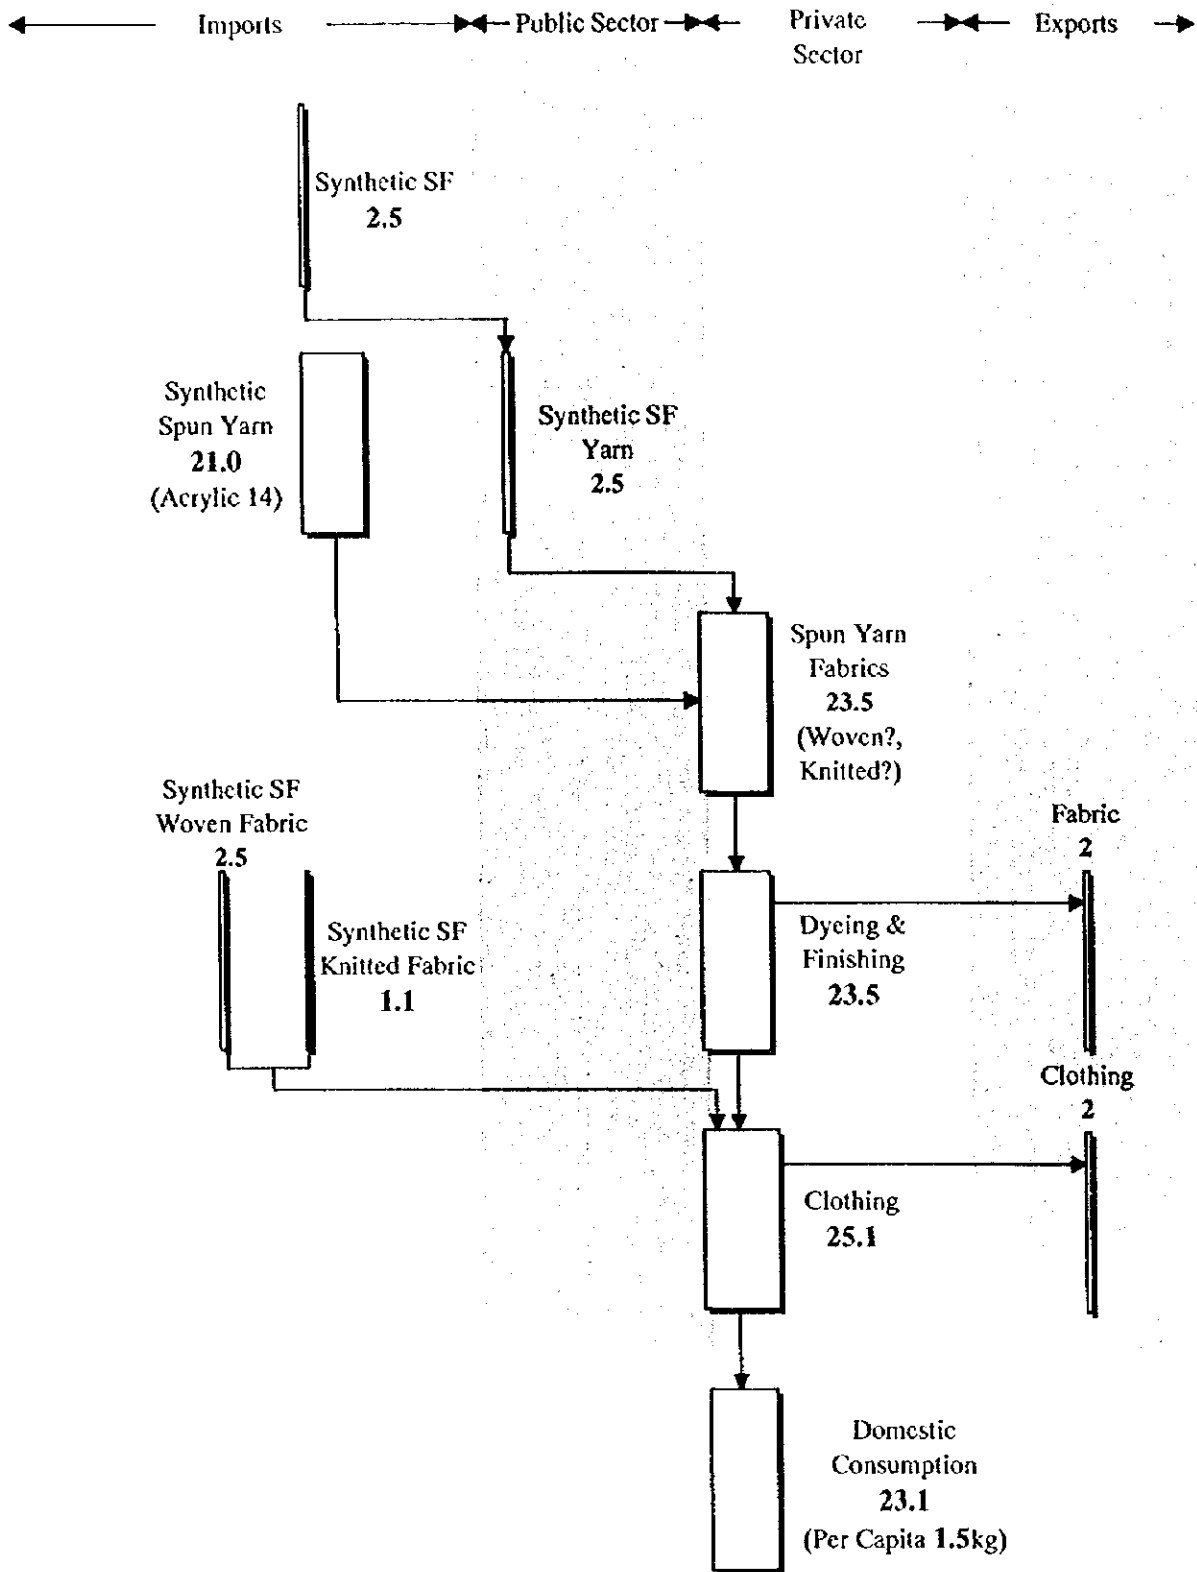 Imports
Public Sector
Private
Sector
Exports
Synthetic SF
2.5
Synthetic
Spun Yarn
21.0
(Acrylic 14)
Synthetic SF
Yarn
2.5
Spun Yarn
Fabrics
23.5
(Woven?,
Knitted?)
Synthetic SF
Woven Fabric
2.5
Synthetic SF
Knitted Fabric
1.1
Dyeing &
Finishing
23.5
Fabric
2
Clothing
2
Clothing
25.1
Domestic
Consumption
23.1
(Per Capita 1.5kg)